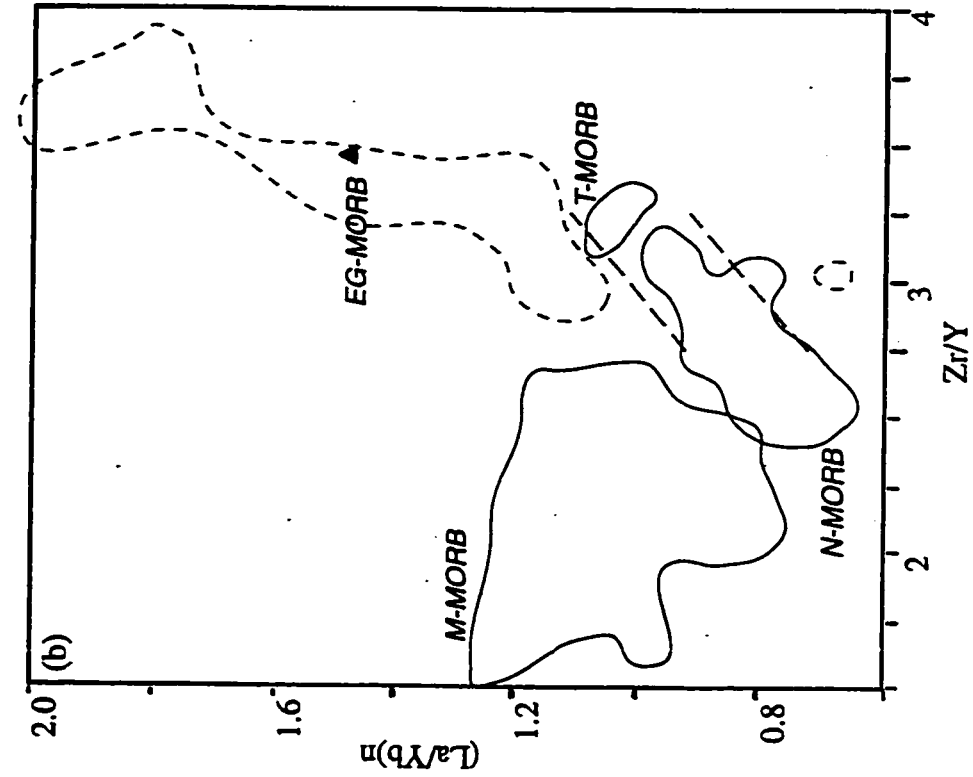 (b)
2.0
1.6
1.2
0.8
(La/Yb)n
EG-MORB
T-MORB
M-MORB
N-MORB
2
3
4
Zr/Y